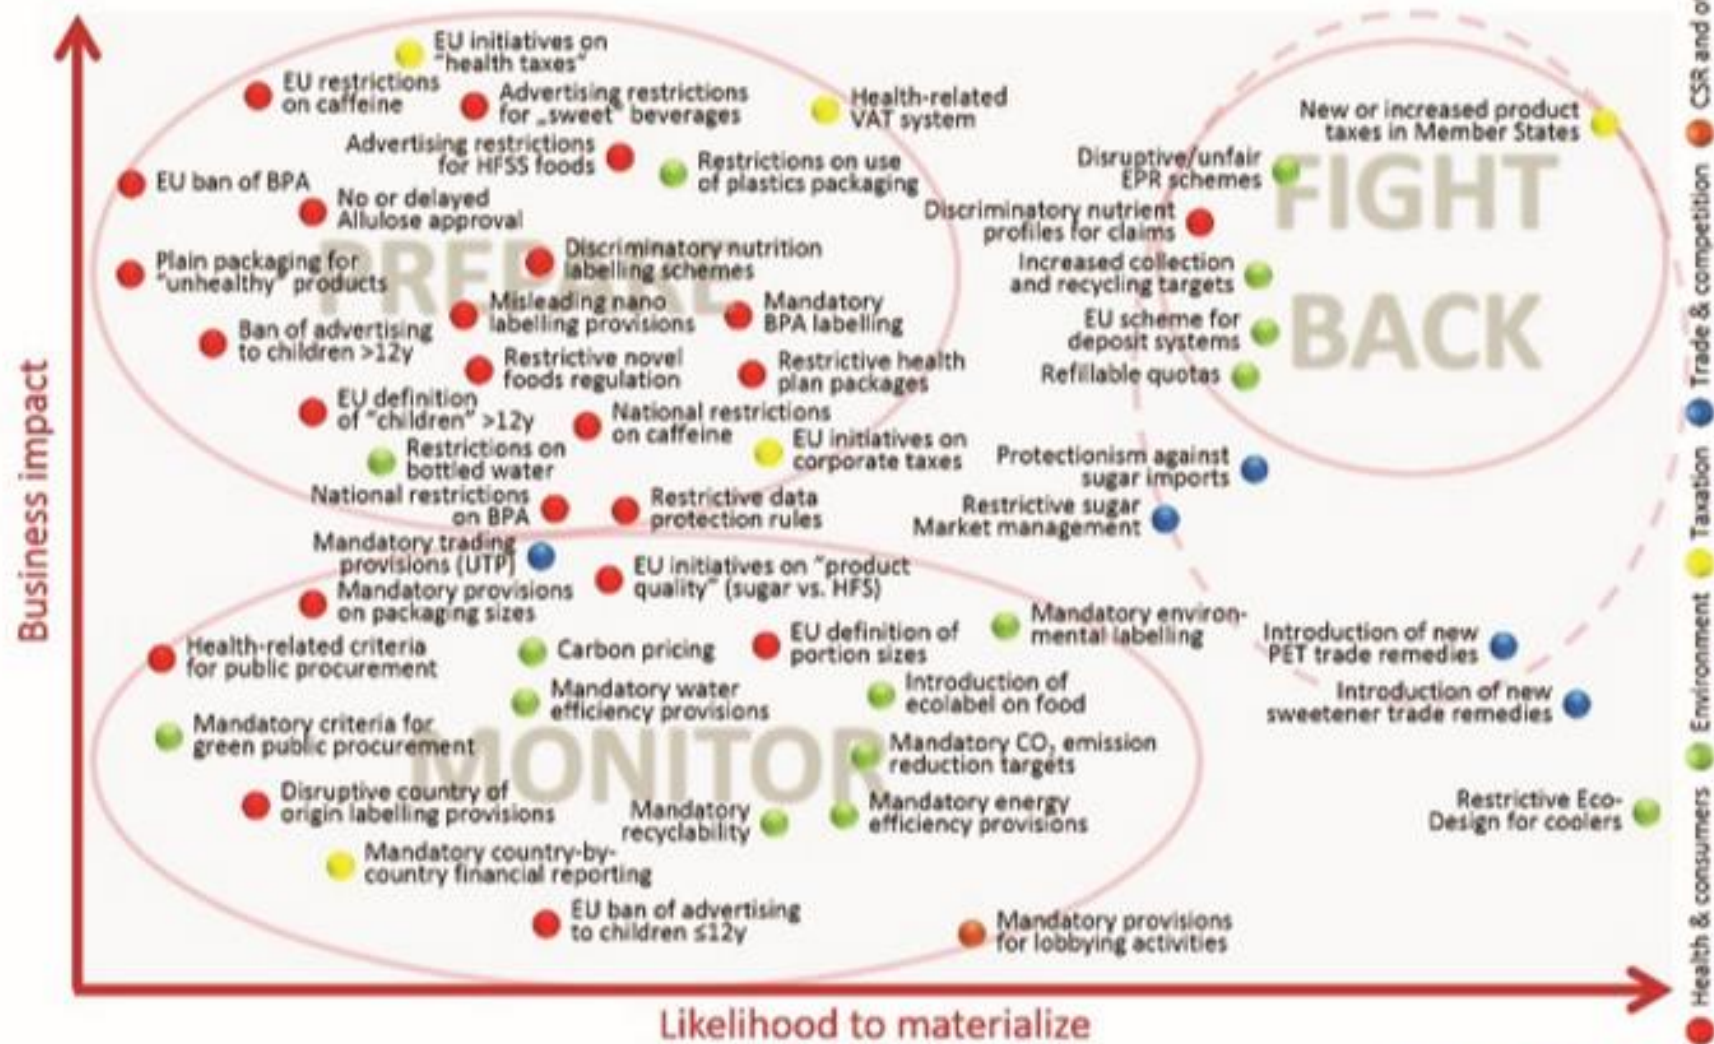 EU initiatives on
"health taxes"
EU restrictions
on caffeine
Advertising restrictions
for „sweet" beverages
Health-related
VAT system
New or increased product
taxes in Member States
Advertising restrictions
for HFSS foods
Restrictions on use
of plastics packaging
Disruptive/unfair
EPR schemes
EU ban of BPA
No or delayed
Allulose approval
Discriminatory nutrient
profiles for claims
FIGHT
BACK
PREPARE
Plain packaging for
"unhealthy" products
Discriminatory nutrition
labelling schemes
Increased collection
and recycling targets
Misleading nano
labelling provisions
Mandatory
BPA labelling
EU scheme for
deposit systems
Ban of advertising
to children >12y
Restrictive novel
foods regulation
Restrictive health
plan packages
Refillable quotas
EU definition
of "children" >12y
National restrictions
on caffeine
Restrictions on
bottled water
EU initiatives on
corporate taxes
Protectionism against
sugar imports
National restrictions
on BPA
Restrictive data
protection rules
Restrictive sugar
Market management
Mandatory trading
provisions (UTP)
EU initiatives on "product
quality" (sugar vs. HFS)
Mandatory provisions
on packaging sizes
Mandatory environ-
mental labelling
Health-related criteria
for public procurement
Carbon pricing
EU definition of
portion sizes
Introduction of new
PET trade remedies
Mandatory water
efficiency provisions
Introduction of
ecolabel on food
Introduction of new
sweetener trade remedies
Mandatory criteria for
green public procurement
MONITOR
Mandatory CO₂ emission
reduction targets
Disruptive country of
origin labelling provisions
Mandatory
recyclability
Mandatory energy
efficiency provisions
Restrictive Eco-
Design for coolers
Mandatory country-by-
country financial reporting
EU ban of advertising
to children ≤12y
Mandatory provisions
for lobbying activities
Business impact
Likelihood to materialize
Health & consumers
Environment
Taxation
Trade & competition
CSR and